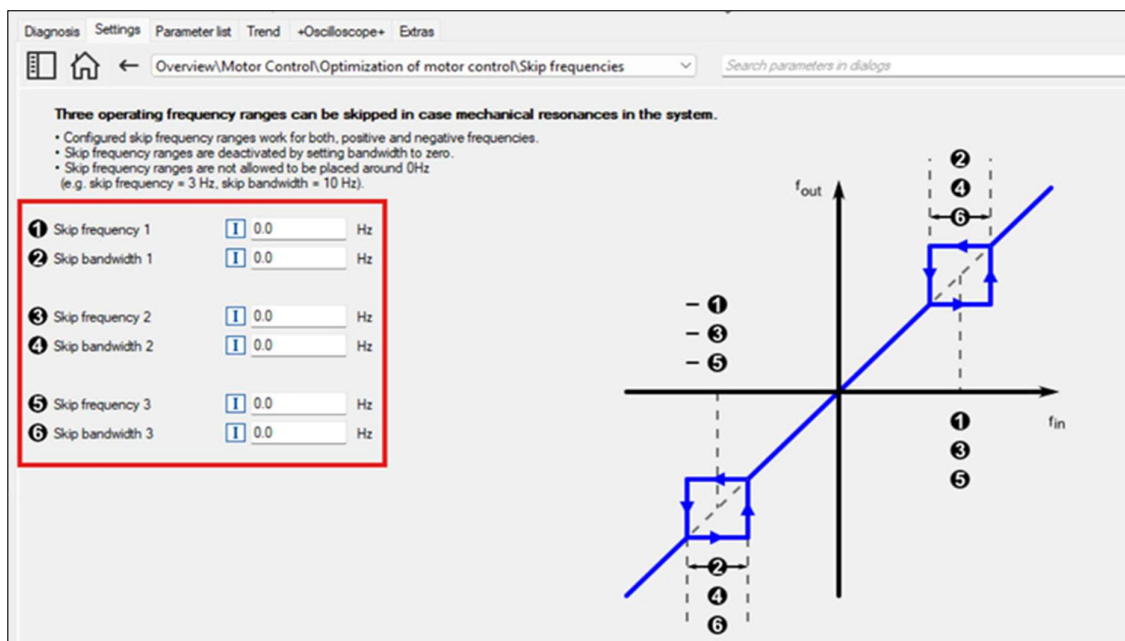 Diagnosis Settings Parameter list Trend +Oscilloscope+ Extras
Overview\Motor Control\Optimization of motor control\Skip frequencies Search parameters in dialogs
Three operating frequency ranges can be skipped in case mechanical resonances in the system.
• Configured skip frequency ranges work for both, positive and negative frequencies.
• Skip frequency ranges are deactivated by setting bandwidth to zero.
• Skip frequency ranges are not allowed to be placed around 0Hz
(e.g. skip frequency = 3 Hz, skip bandwidth = 10 Hz).
❶ Skip frequency 1 I 0.0 Hz
❷ Skip bandwidth 1 I 0.0 Hz
❸ Skip frequency 2 I 0.0 Hz
❹ Skip bandwidth 2 I 0.0 Hz
❺ Skip frequency 3 I 0.0 Hz
❻ Skip bandwidth 3 I 0.0 Hz
fout
❷
❹
❻
– ❶
– ❸
– ❺
fin
❶
❸
❺
❷
❹
❻